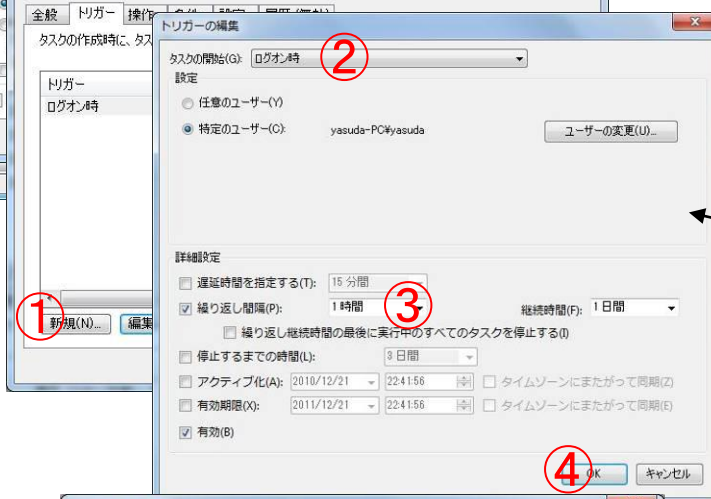 全般 トリガー 操作
タスクの作成時に、タス
トリガー
ログオン時
① 新規(N)... 編集
トリガーの編集
タスクの開始(G): ログオン時 ②
設定
任意のユーザー(Y)
特定のユーザー(C): yasuda-PC¥yasuda ユーザーの変更(U)...
詳細設定
遅延時間を指定する(T): 15 分間
繰り返し間隔(P): 1 時間 ③ 継続時間(F): 1 日間
繰り返し継続時間の最後に実行中のすべてのタスクを停止する(I)
停止するまでの時間(L): 3 日間
アクティブ化(A): 2010/12/21 22:41:56 タイムゾーンにまたがって同期(Z)
有効期限(X): 2011/12/21 22:41:56 タイムゾーンにまたがって同期(E)
有効(B)
④ OK キャンセル